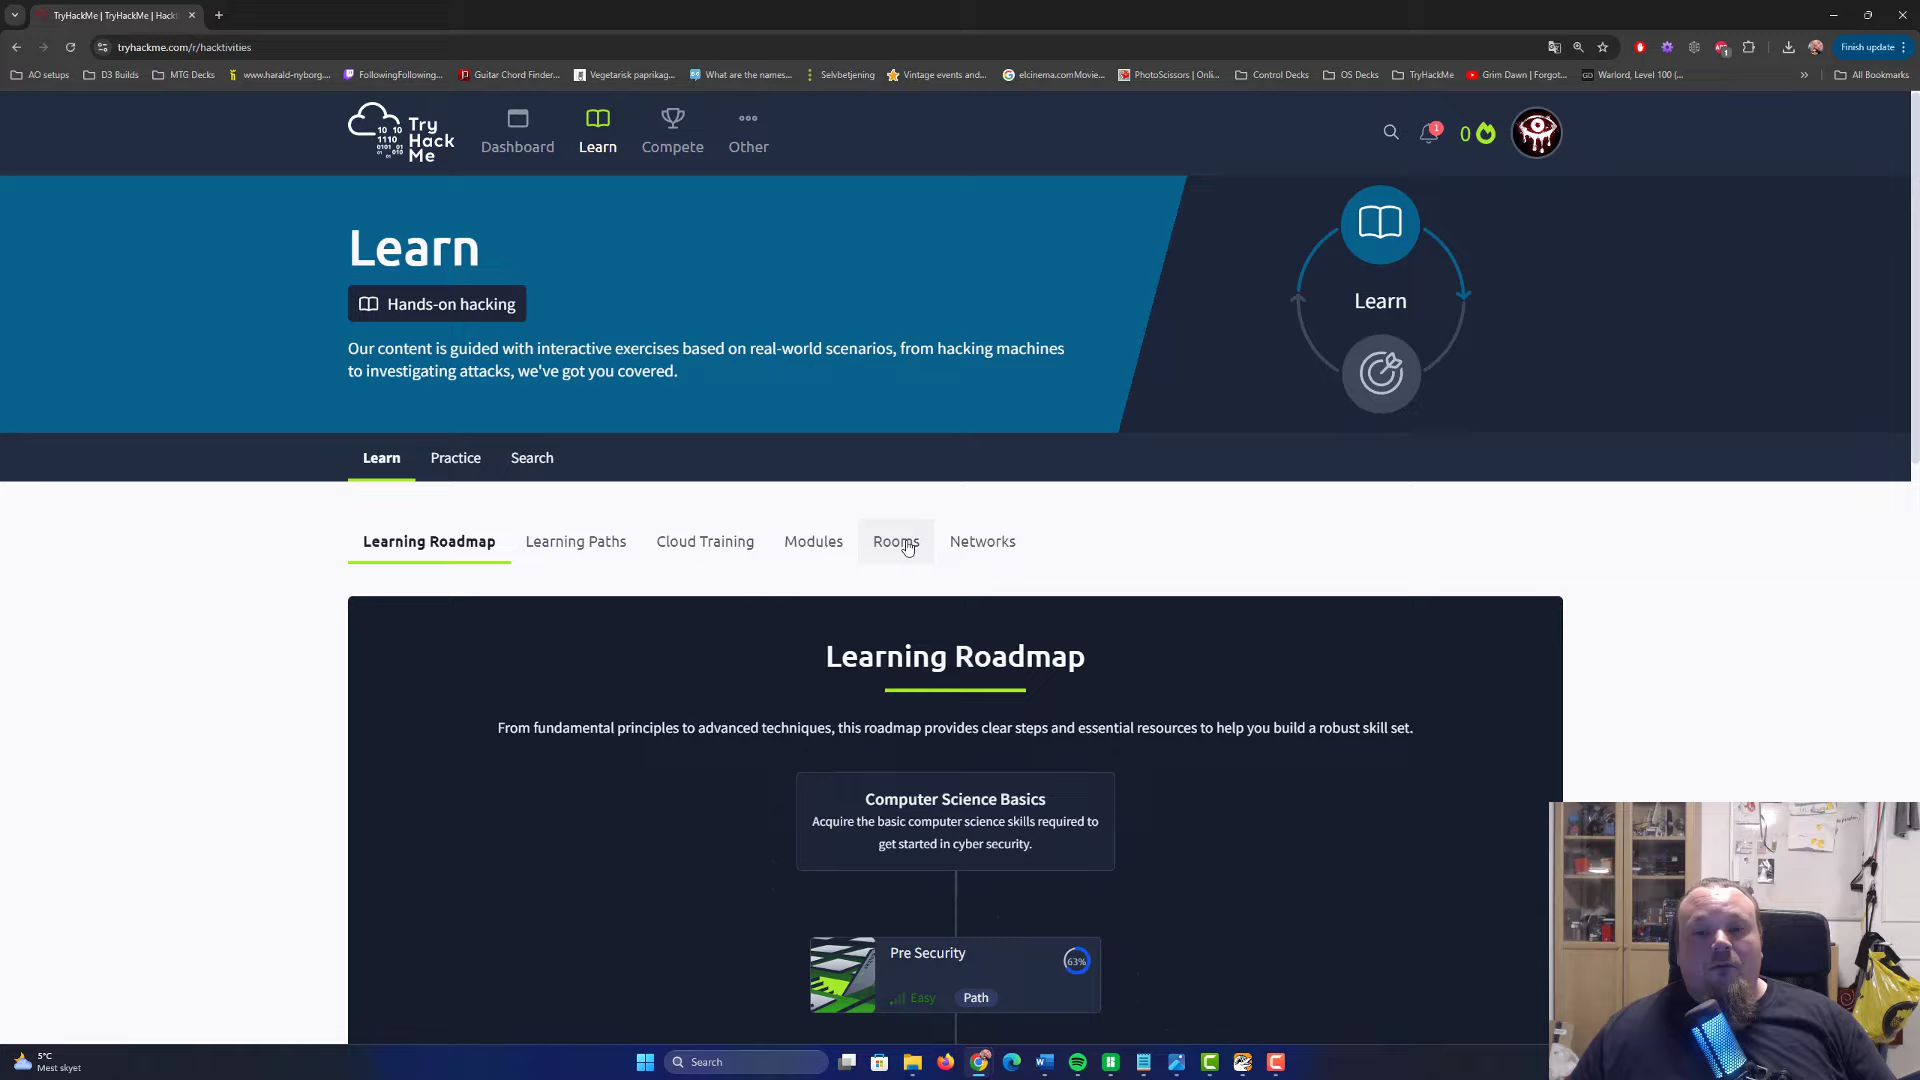 TryHackMe | TryHackMe | Hacki
tryhackme.com/r/hacktivities
Finish update
AO setups
D3 Builds
MTG Decks
www.harald-nyborg....
FollowingFollowing...
Guitar Chord Finder...
Vegetarisk paprikag...
What are the names...
Selvbetjening
Vintage events and...
elcinema.comMovie...
PhotoScissors | Onli...
Control Decks
OS Decks
TryHackMe
Grim Dawn | Forgot...
Warlord, Level 100 (...
All Bookmarks
Try
Hack
Me
Dashboard
Learn
Compete
Other
1
0
Learn
Hands-on hacking
Our content is guided with interactive exercises based on real-world scenarios, from hacking machines
to investigating attacks, we've got you covered.
Learn
Learn
Practice
Search
Learning Roadmap
Learning Paths
Cloud Training
Modules
Rooms
Networks
Learning Roadmap
From fundamental principles to advanced techniques, this roadmap provides clear steps and essential resources to help you build a robust skill set.
Computer Science Basics
Acquire the basic computer science skills required to
get started in cyber security.
Pre Security
63%
Easy
Path
5°C
Mest skyet
Search